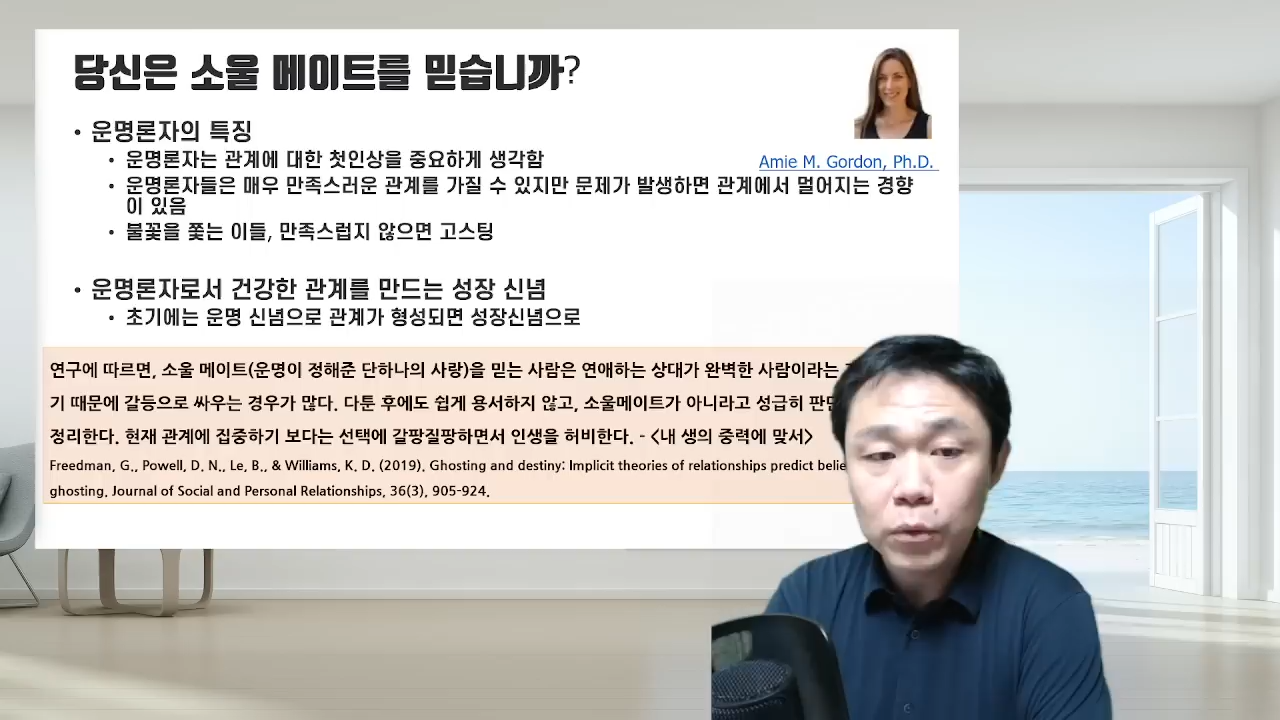 당신은 소울 메이트를 믿습니까?
• 운명론자의 특징
• 운명론자는 관계에 대한 첫인상을 중요하게 생각함
Amie M. Gordon, Ph.D.
• 운명론자들은 매우 만족스러운 관계를 가질 수 있지만 문제가 발생하면 관계에서 멀어지는 경향
이 있음
• 불꽃을 쫓는 이들, 만족스럽지 않으면 고스팅
• 운명론자로서 건강한 관계를 만드는 성장 신념
• 초기에는 운명 신념으로 관계가 형성되면 성장신념으로
연구에 따르면, 소울 메이트(운명이 정해준 단하나의 사랑)을 믿는 사람은 연애하는 상대가 완벽한 사람이라는
기 때문에 갈등으로 싸우는 경우가 많다. 다툰 후에도 쉽게 용서하지 않고, 소울메이트가 아니라고 성급히
정리한다. 현재 관계에 집중하기 보다는 선택에 갈팡질팡하면서 인생을 허비한다. - <내 생의 중력에 맞서>
Freedman, G., Powell, D. N., Le, B., & Williams, K. D. (2019). Ghosting and destiny: Implicit theories of relationships predict
ghosting. Journal of Social and Personal Relationships, 36(3), 905-924.